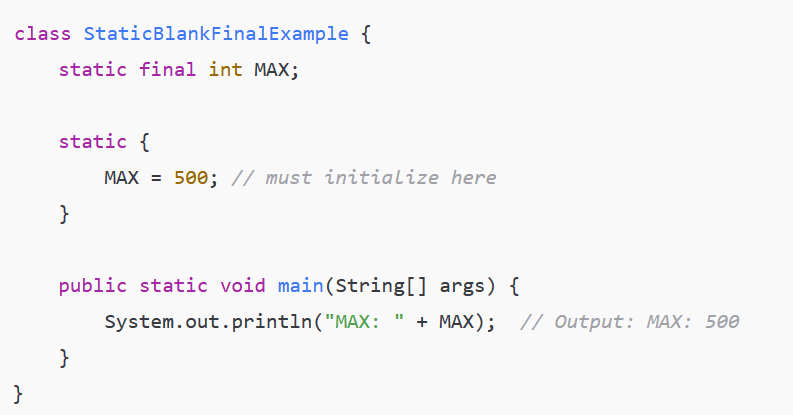 class StaticBlankFinalExample {
    static final int MAX;
    static {
        MAX = 500; // must initialize here
    }
    public static void main(String[] args) {
        System.out.println("MAX: " + MAX);  // Output: MAX: 500
    }
}